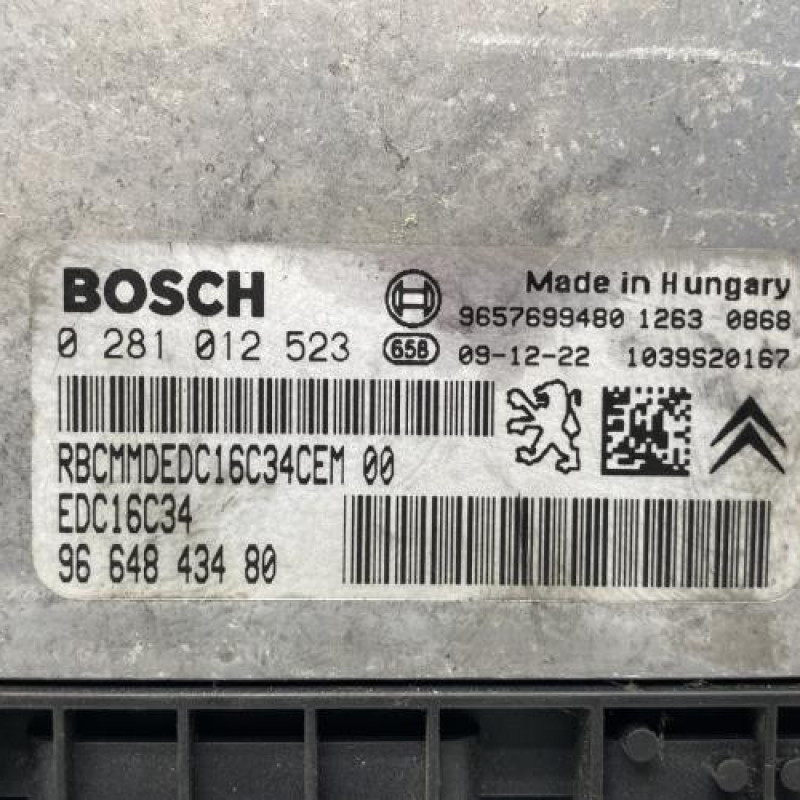 BOSCH
Made in Hungary
9657699480 1263 0868
0 281 012 523
658 09-12-22 1039S20167
RBCMMDEDC16C34CEM 00
EDC16C34
96 648 434 80